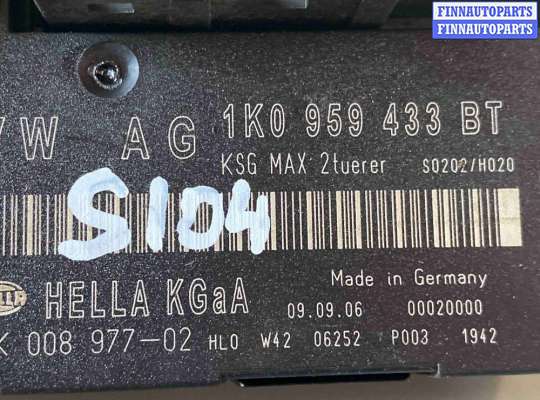 FINNAUTOPARTS
FINNAUTOPARTS
VW AG 1K0 959 433 BT
KSG MAX 2tuerer S0202/H020
S104
Made in Germany
HELLA KGaA 09.09.06 00020000
K 008 977-02 HLO W42 06252 P003 1942